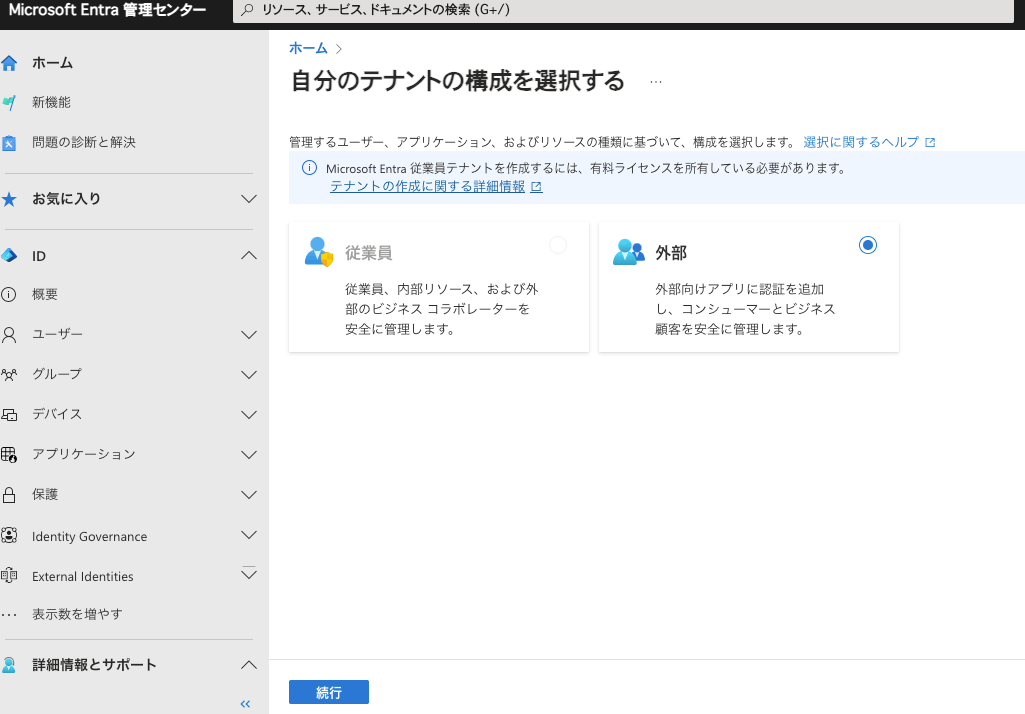 Microsoft Entra 管理センター
リソース、サービス、ドキュメントの検索 (G+/)
ホーム
新機能
問題の診断と解決
お気に入り
ID
概要
ユーザー
グループ
デバイス
アプリケーション
保護
Identity Governance
External Identities
表示数を増やす
詳細情報とサポート
ホーム
自分のテナントの構成を選択する
管理するユーザー、アプリケーション、およびリソースの種類に基づいて、構成を選択します。 選択に関するヘルプ
Microsoft Entra 従業員テナントを作成するには、有料ライセンスを所有している必要があります。
テナントの作成に関する詳細情報
従業員
従業員、内部リソース、および外
部のビジネス コラボレーターを
安全に管理します。
外部
外部向けアプリに認証を追加
し、コンシューマーとビジネス
顧客を安全に管理します。
続行